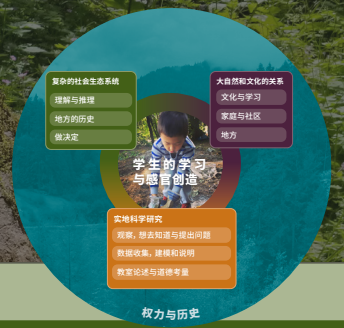 复杂的社会生态系统
理解与推理
地方的历史
做决定
大自然和文化的关系
文化与学习
家庭与社区
地方
学生的学习
与感官创造
实地科学研究
观察，想去知道与提出问题
数据收集，建模和说明
教室论述与道德考量
权力与历史